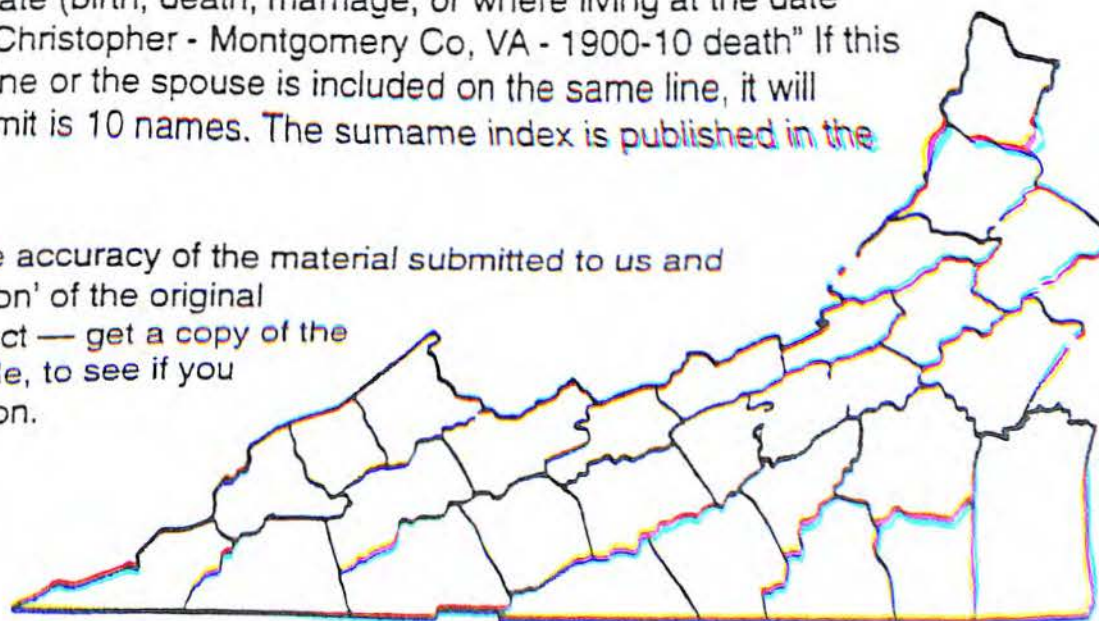 ate (birth, death, marriage, or where living at the date
Christopher - Montgomery Co, VA - 1900-10 death" If this
ne or the spouse is included on the same line, it will
mit is 10 names. The surname index is published in the
e accuracy of the material submitted to us and
on' of the original
ct — get a copy of the
le, to see if you
on.